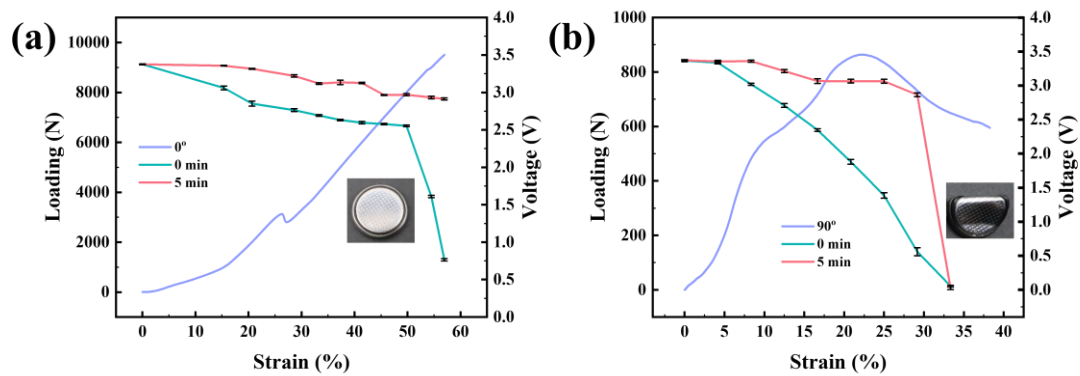 (a)
10000
8000
6000
4000
2000
0
Loading (N)
0º
0 min
5 min
4.0
3.5
3.0
2.5
2.0
1.5
1.0
0.5
0.0
Voltage (V)
0 10 20 30 40 50 60
Strain (%)
(b)
1000
800
600
400
200
0
Loading (N)
90º
0 min
5 min
4.0
3.5
3.0
2.5
2.0
1.5
1.0
0.5
0.0
Voltage (V)
0 5 10 15 20 25 30 35 40
Strain (%)